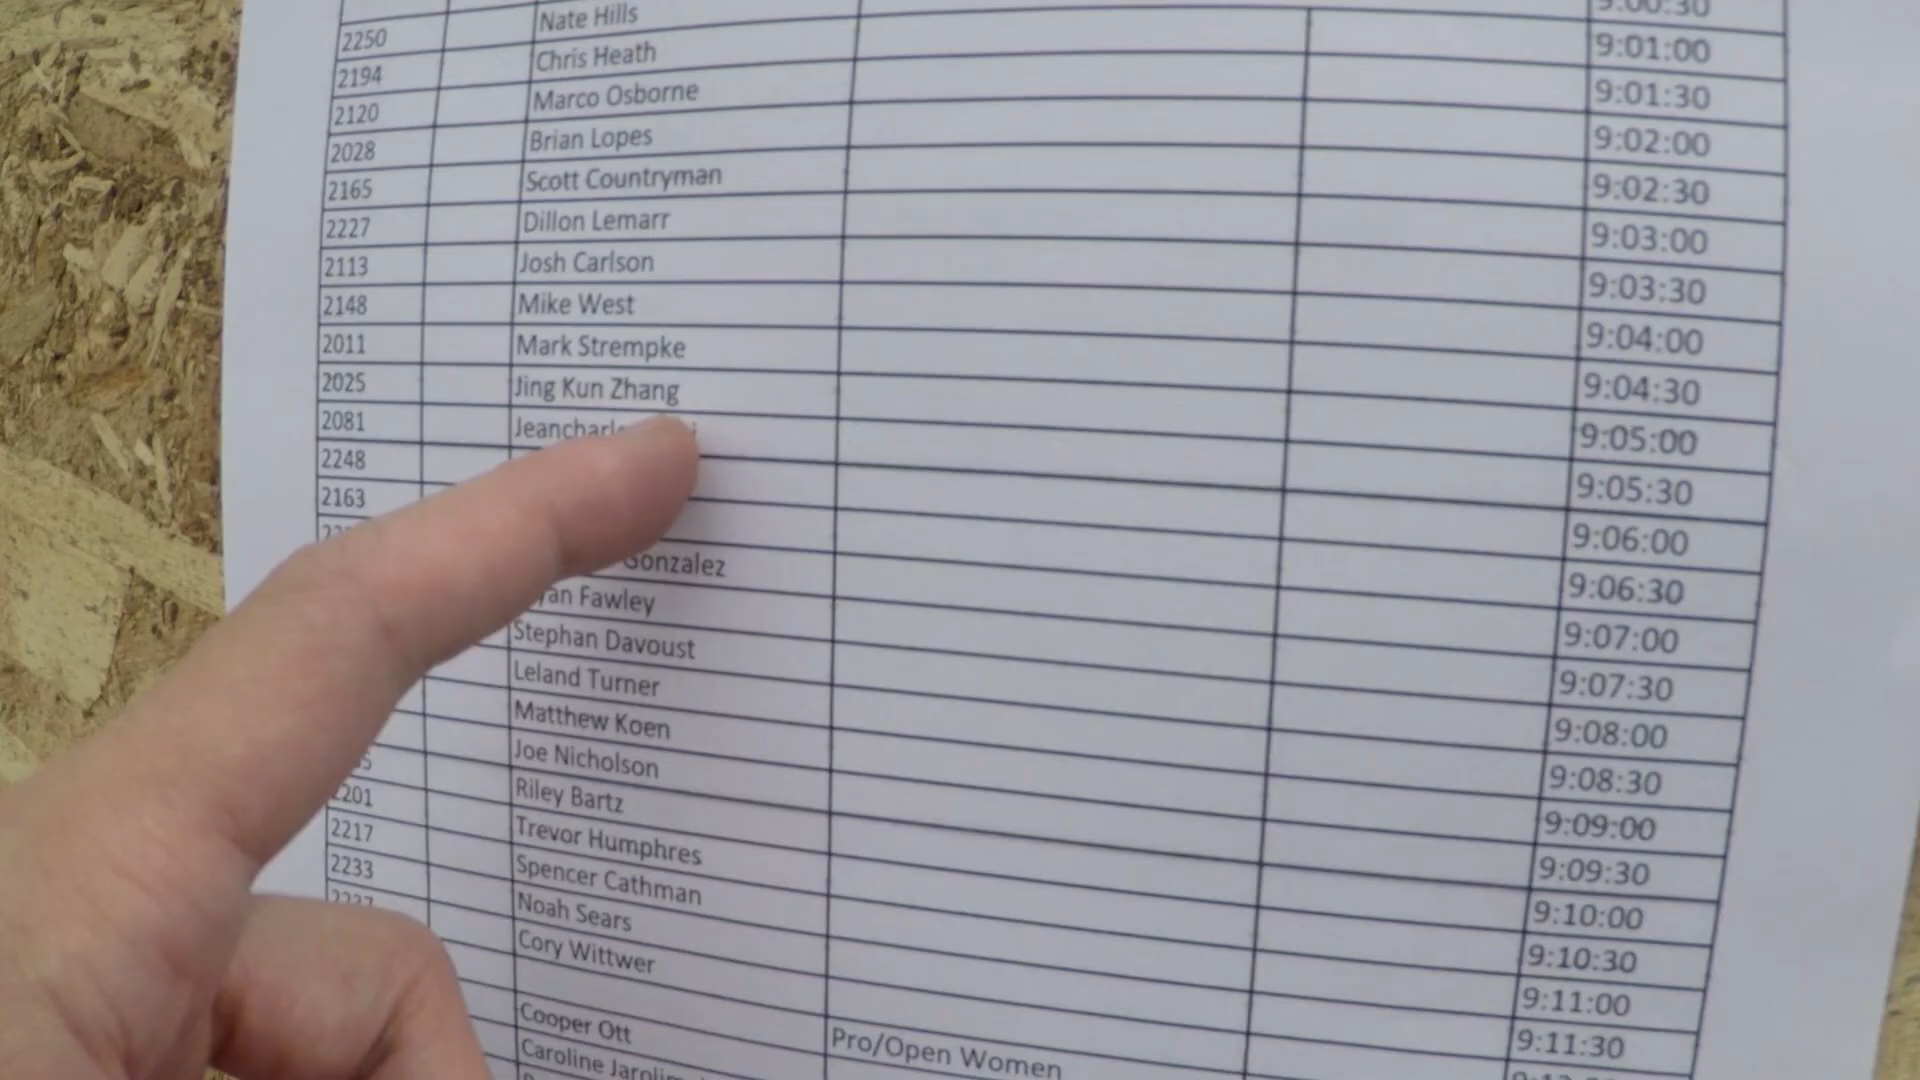 2250 Nate Hills 9:00:30
2194 Chris Heath 9:01:00
2120 Marco Osborne 9:01:30
2028 Brian Lopes 9:02:00
2165 Scott Countryman 9:02:30
2227 Dillon Lemarr 9:03:00
2113 Josh Carlson 9:03:30
2148 Mike West 9:04:00
2011 Mark Strempke 9:04:30
2025 Jing Kun Zhang 9:05:00
2081 9:05:30
2248 9:06:00
2163 9:06:30
Gonzalez 9:07:00
Fawley 9:07:30
Stephan Davoust 9:08:00
Leland Turner 9:08:30
Matthew Koen 9:09:00
Joe Nicholson 9:09:30
Riley Bartz 9:10:00
2201 Trevor Humphres 9:10:30
2217 Spencer Cathman 9:11:00
2233 Noah Sears 9:11:30
Cory Wittwer
Pro/Open Women
Cooper Ott
Caroline